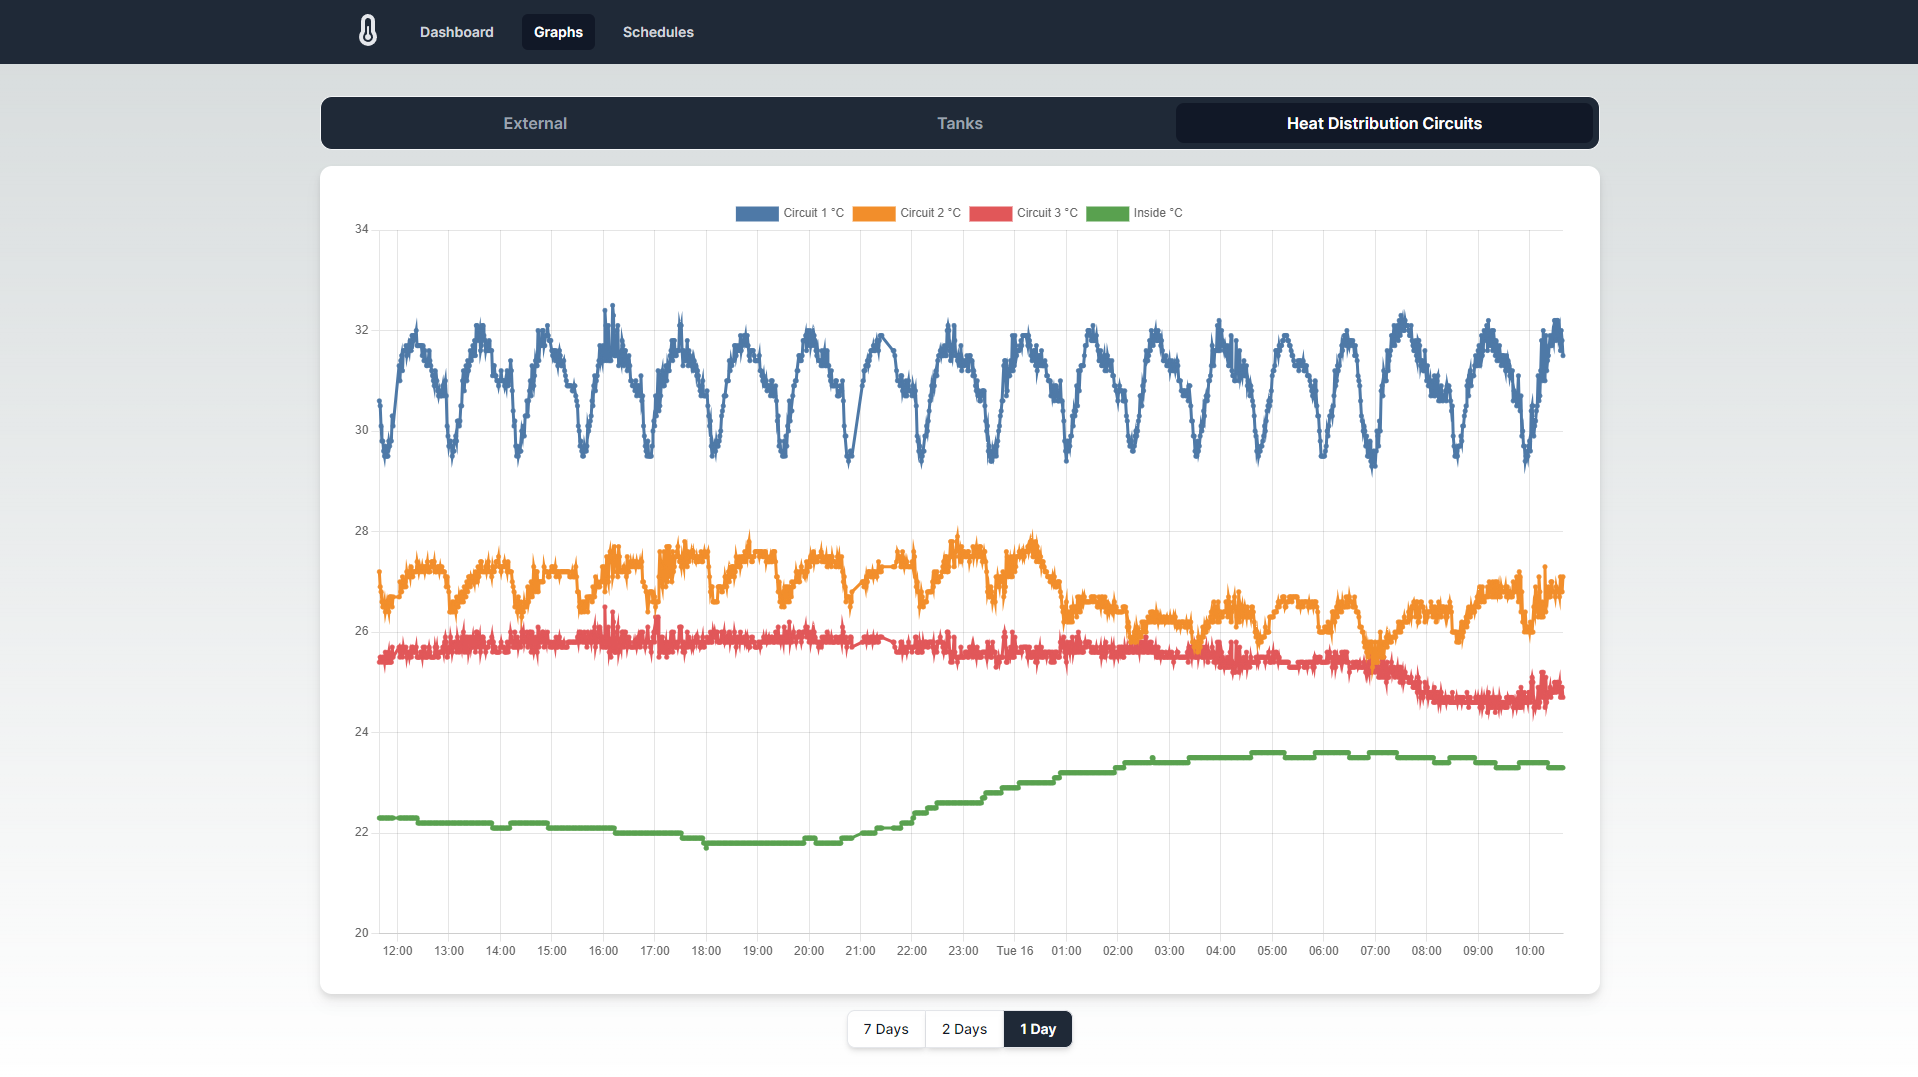 Dashboard Graphs Schedules
External Tanks Heat Distribution Circuits
Circuit 1 °C Circuit 2 °C Circuit 3 °C Inside °C
34
32
30
28
26
24
22
20
12:00 13:00 14:00 15:00 16:00 17:00 18:00 19:00 20:00 21:00 22:00 23:00 Tue 16 01:00 02:00 03:00 04:00 05:00 06:00 07:00 08:00 09:00 10:00
7 Days 2 Days 1 Day